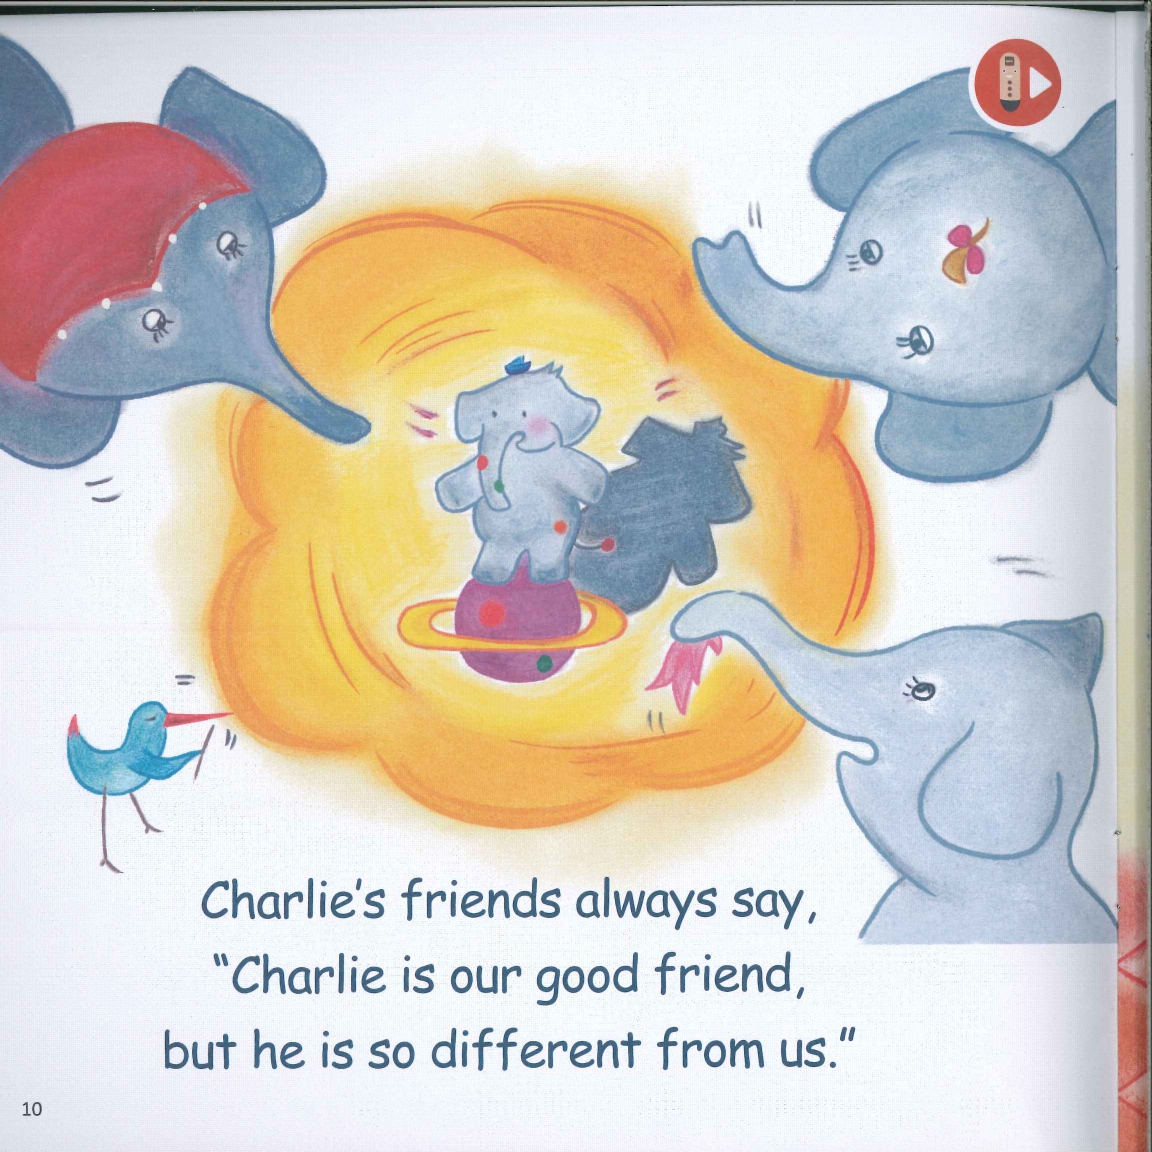 Charlie's friends always say,
“Charlie is our good friend,
but he is so different from us.”
10